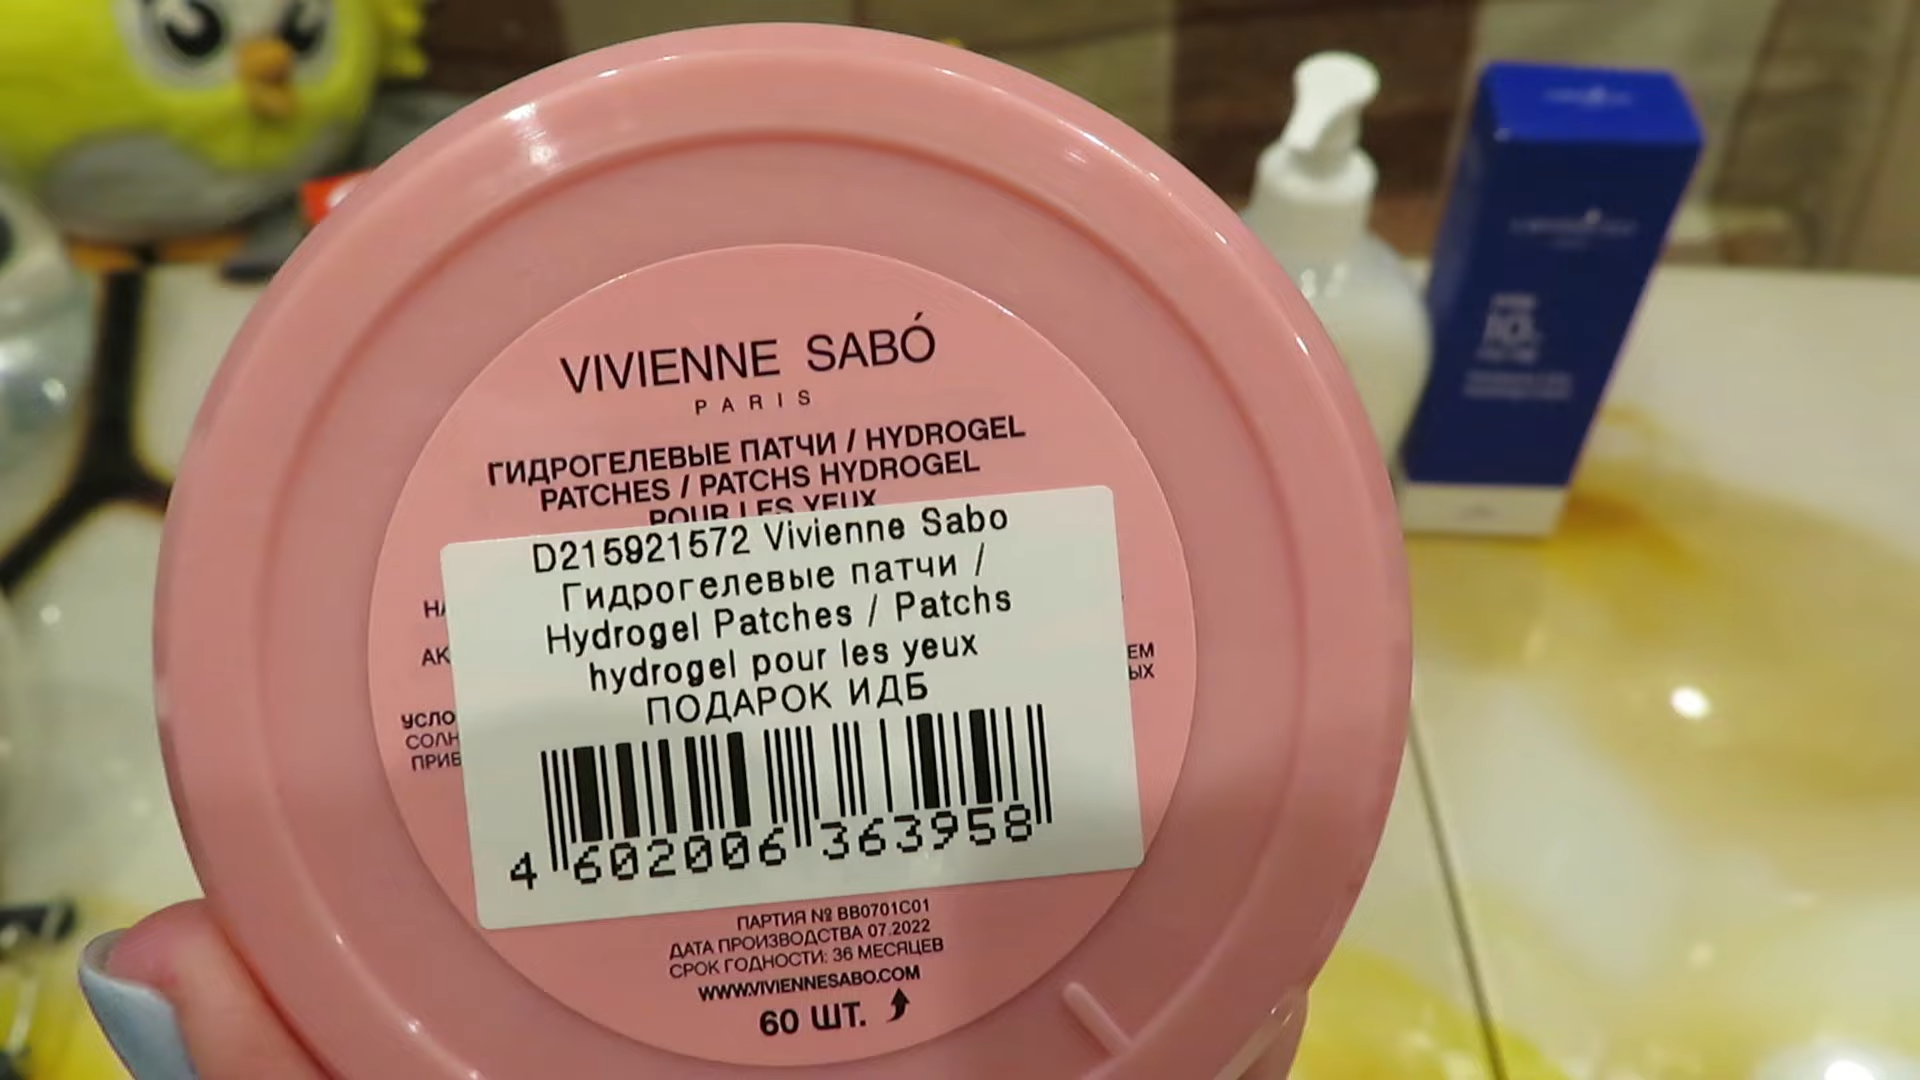 VIVIENNE SABÓ
PARIS
ГИДРОГЕЛЕВЫЕ ПАТЧИ / HYDROGEL
PATCHES / PATCHS HYDROGEL
POUR LES YEUX
D215921572 Vivienne Sabo
Гидрогелевые патчи /
Hydrogel Patches / Patchs
hydrogel pour les yeux
ПОДАРОК ИДБ
4 602006 363958
ПАРТИЯ № BB0701C01
ДАТА ПРОИЗВОДСТВА 07.2022
СРОК ГОДНОСТИ: 36 МЕСЯЦЕВ
WWW.VIVIENNESABO.COM
60 ШТ.
10